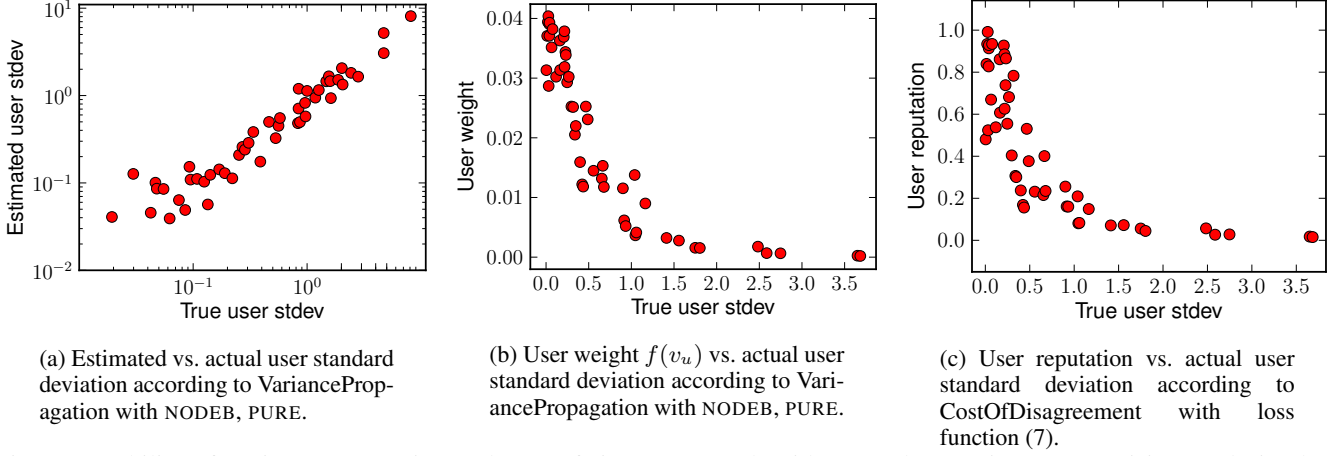 10^1
10^0
10^{-1}
10^{-2}
Estimated user stdev
10^{-1} 10^0
True user stdev
0.04
0.03
0.02
0.01
0.00
User weight
0.0 0.5 1.0 1.5 2.0 2.5 3.0 3.5
True user stdev
1.0
0.8
0.6
0.4
0.2
0.0
User reputation
0.0 0.5 1.0 1.5 2.0 2.5 3.0 3.5
True user stdev
(a) Estimated vs. actual user standard
deviation according to VarianceProp-
agation with NODEB, PURE.
(b) User weight f(v_u) vs. actual user
standard deviation according to Vari-
ancePropagation with NODEB, PURE.
(c) User reputation vs. actual user
standard deviation according to
CostOfDisagreement with loss
function (7).